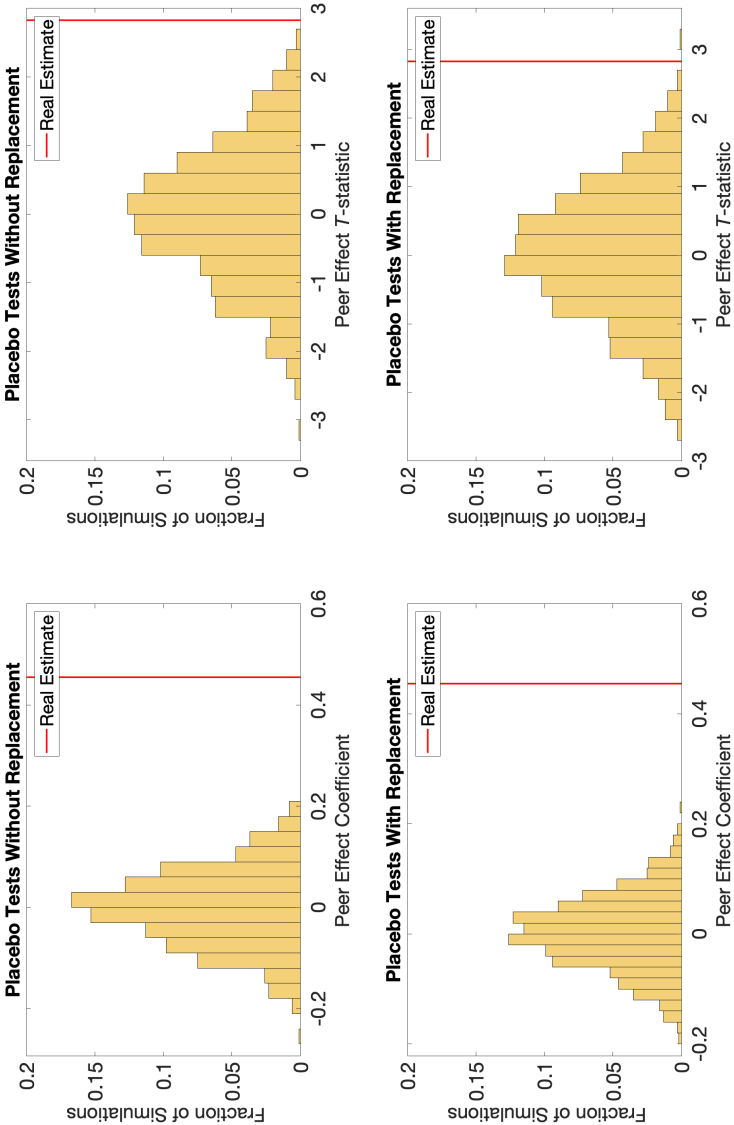 Placebo Tests Without Replacement
Real Estimate
Fraction of Simulations
0.2
0.15
0.1
0.05
0
-0.2 0 0.2 0.4 0.6
Peer Effect Coefficient
Placebo Tests Without Replacement
Real Estimate
Fraction of Simulations
0.2
0.15
0.1
0.05
0
-3 -2 -1 0 1 2 3
Peer Effect T-statistic
Placebo Tests With Replacement
Real Estimate
Fraction of Simulations
0.2
0.15
0.1
0.05
0
-0.2 0 0.2 0.4 0.6
Peer Effect Coefficient
Placebo Tests With Replacement
Real Estimate
Fraction of Simulations
0.2
0.15
0.1
0.05
0
-3 -2 -1 0 1 2 3
Peer Effect T-statistic